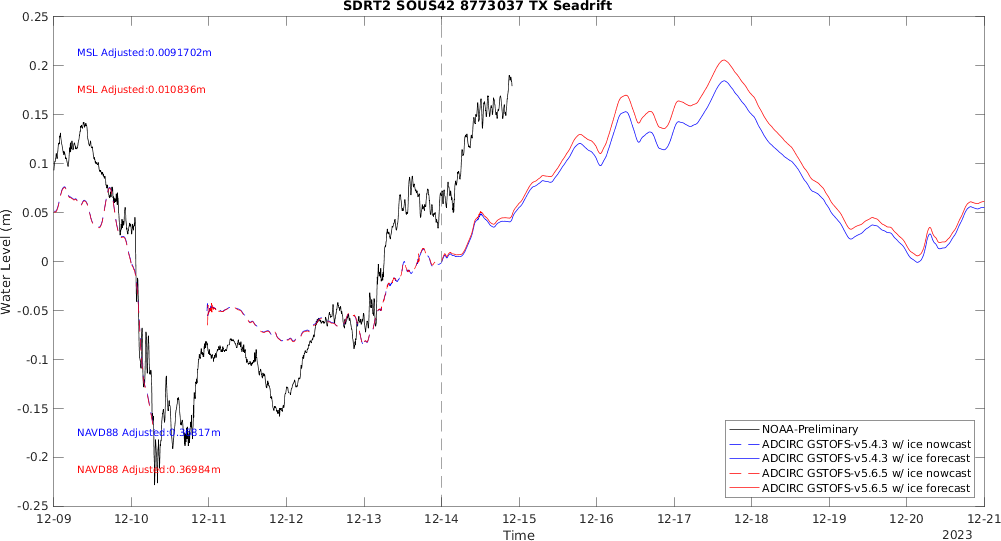 SDRT2 SOUS42 8773037 TX Seadrift
0.25
0.2
0.15
0.1
0.05
0
-0.05
-0.1
-0.15
-0.2
-0.25
Water Level (m)
MSL Adjusted:0.0091702m
MSL Adjusted:0.010836m
NAVD88
NAVD88 Adjusted:0.36984m
NOAA-Preliminary
ADCIRC GSTOFS-v5.4.3 w/ ice nowcast
ADCIRC GSTOFS-v5.4.3 w/ ice forecast
ADCIRC GSTOFS-v5.6.5 w/ ice nowcast
ADCIRC GSTOFS-v5.6.5 w/ ice forecast
12-09 12-10 12-11 12-12 12-13 12-14 12-15 12-16 12-17 12-18 12-19 12-20 12-21
Time
2023